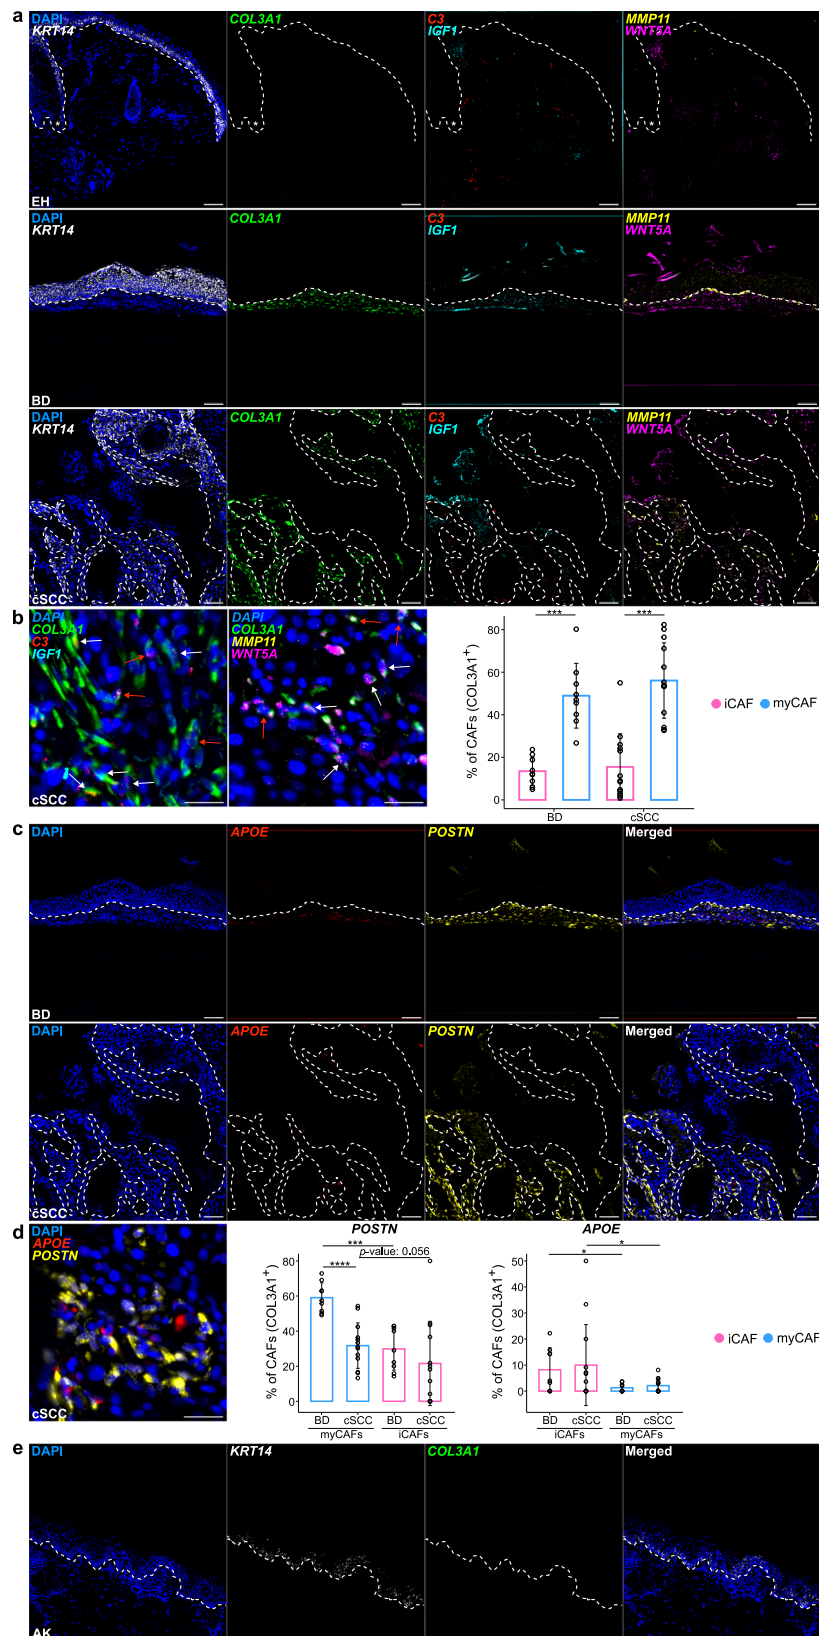 a
DAPI
KRT14
COL3A1
C3
IGF1
MMP11
WNT5A
*
*
*
*
EH
DAPI
KRT14
COL3A1
C3
IGF1
MMP11
WNT5A
BD
DAPI
KRT14
COL3A1
C3
IGF1
MMP11
WNT5A
cSCC
b
DAPI
COL3A1
C3
IGF1
cSCC
DAPI
COL3A1
MMP11
WNT5A
% of CAFs (COL3A1+)
80
60
40
20
0
***
***
BD
cSCC
iCAF
myCAF
c
DAPI
APOE
POSTN
Merged
BD
DAPI
APOE
POSTN
Merged
cSCC
d
DAPI
APOE
POSTN
cSCC
POSTN
% of CAFs (COL3A1+)
80
60
40
20
0
***
p-value: 0.056
****
BD
cSCC
BD
cSCC
myCAFs
iCAFs
APOE
% of CAFs (COL3A1+)
50
40
30
20
10
0
*
*
BD
cSCC
BD
cSCC
iCAFs
myCAFs
iCAF
myCAF
e
DAPI
KRT14
COL3A1
Merged
AK